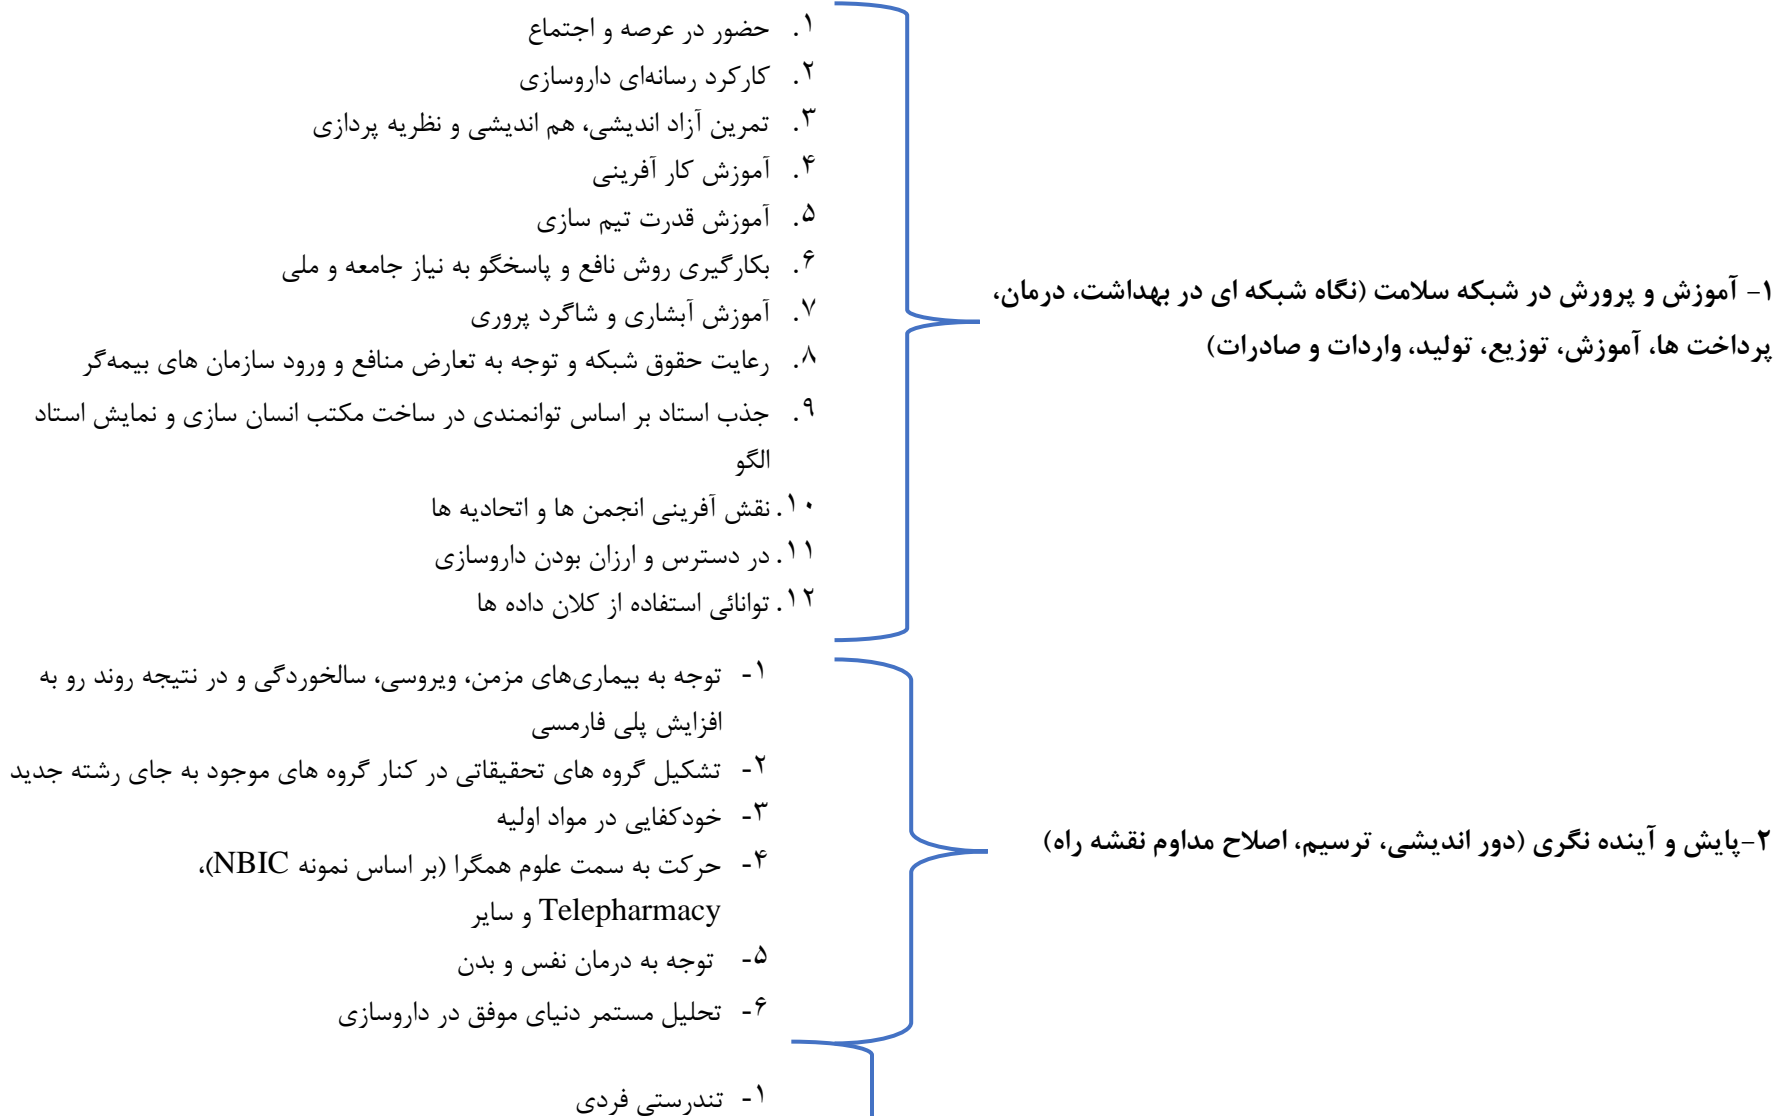 ۱- آموزش و پرورش در شبکه سلامت (نگاه شبکه ای در بهداشت، درمان،
پرداخت ها، آموزش، توزیع، تولید، واردات و صادرات)
۱. حضور در عرصه و اجتماع
۲. کارکرد رسانه‌ای داروسازی
۳. تمرین آزاد اندیشی، هم اندیشی و نظریه پردازی
۴. آموزش کار آفرینی
۵. آموزش قدرت تیم سازی
۶. بکارگیری روش نافع و پاسخگو به نیاز جامعه و ملی
۷. آموزش آبشاری و شاگرد پروری
۸. رعایت حقوق شبکه و توجه به تعارض منافع و ورود سازمان های بیمه‌گر
۹. جذب استاد بر اساس توانمندی در ساخت مکتب انسان سازی و نمایش استاد
الگو
۱۰. نقش آفرینی انجمن ها و اتحادیه ها
۱۱. در دسترس و ارزان بودن داروسازی
۱۲. توانائی استفاده از کلان داده ها
۲-پایش و آینده نگری (دور اندیشی، ترسیم، اصلاح مداوم نقشه راه)
۱- توجه به بیماری‌های مزمن، ویروسی، سالخوردگی و در نتیجه روند رو به
افزایش پلی فارمسی
۲- تشکیل گروه های تحقیقاتی در کنار گروه های موجود به جای رشته جدید
۳- خودکفایی در مواد اولیه
۴- حرکت به سمت علوم همگرا (بر اساس نمونه NBIC)،
Telepharmacy و سایر
۵- توجه به درمان نفس و بدن
۶- تحلیل مستمر دنیای موفق در داروسازی
۱- تندرستی فردی